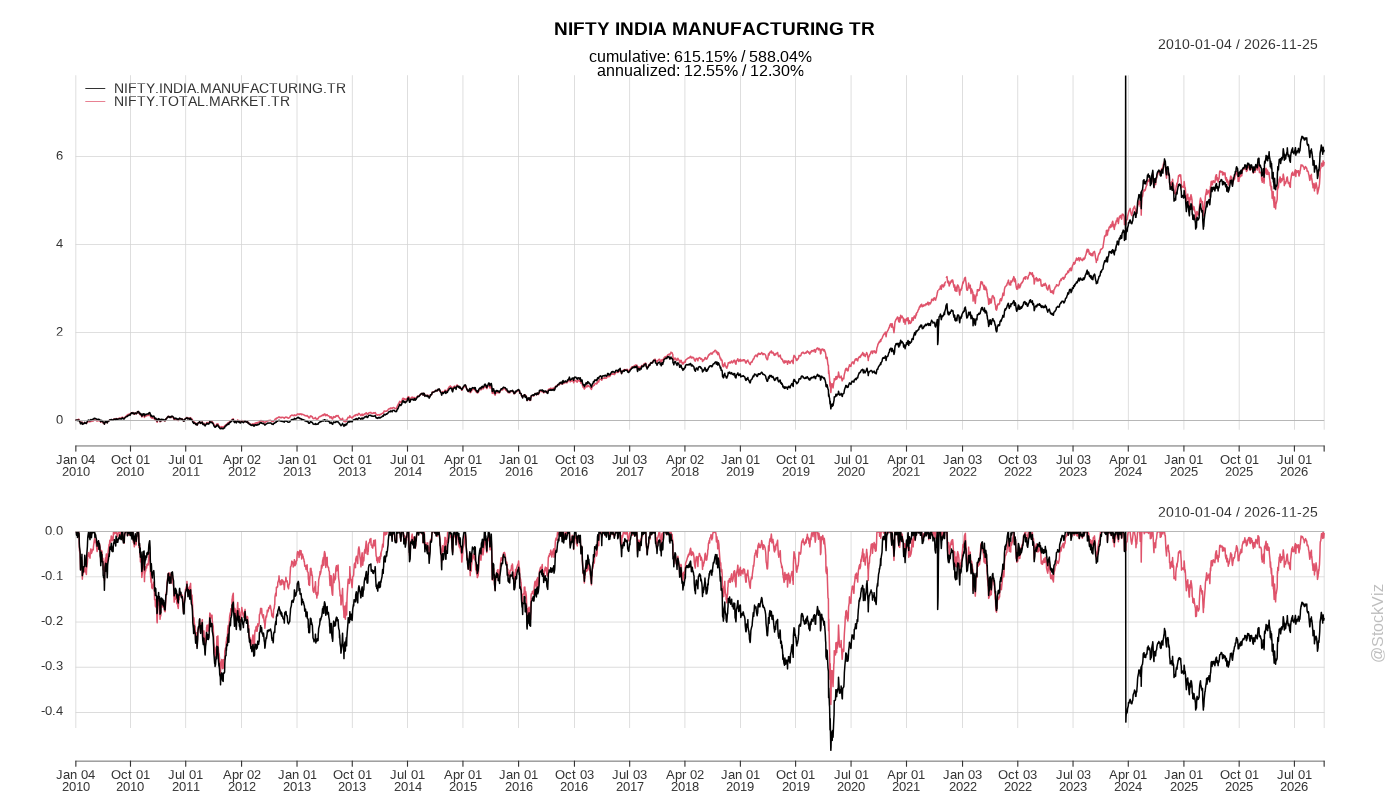 NIFTY INDIA MANUFACTURING TR
2010-01-04 / 2026-11-25
cumulative: 615.15% / 588.04%
annualized: 12.55% / 12.30%
NIFTY.INDIA.MANUFACTURING.TR
NIFTY.TOTAL.MARKET.TR
6
4
2
0
Jan 04 Oct 01 Jul 01 Apr 02 Jan 01 Oct 01 Jul 01 Apr 01 Jan 01 Oct 03 Jul 03 Apr 02 Jan 01 Oct 01 Jul 01 Apr 01 Jan 03 Oct 03 Jul 03 Apr 01 Jan 01 Oct 01 Jul 01
2010 2010 2011 2012 2013 2013 2014 2015 2016 2016 2017 2018 2019 2019 2020 2021 2022 2022 2023 2024 2025 2025 2026
2010-01-04 / 2026-11-25
0.0
-0.1
-0.2
-0.3
-0.4
Jan 04 Oct 01 Jul 01 Apr 02 Jan 01 Oct 01 Jul 01 Apr 01 Jan 01 Oct 03 Jul 03 Apr 02 Jan 01 Oct 01 Jul 01 Apr 01 Jan 03 Oct 03 Jul 03 Apr 01 Jan 01 Oct 01 Jul 01
2010 2010 2011 2012 2013 2013 2014 2015 2016 2016 2017 2018 2019 2019 2020 2021 2022 2022 2023 2024 2025 2025 2026
@StockViz